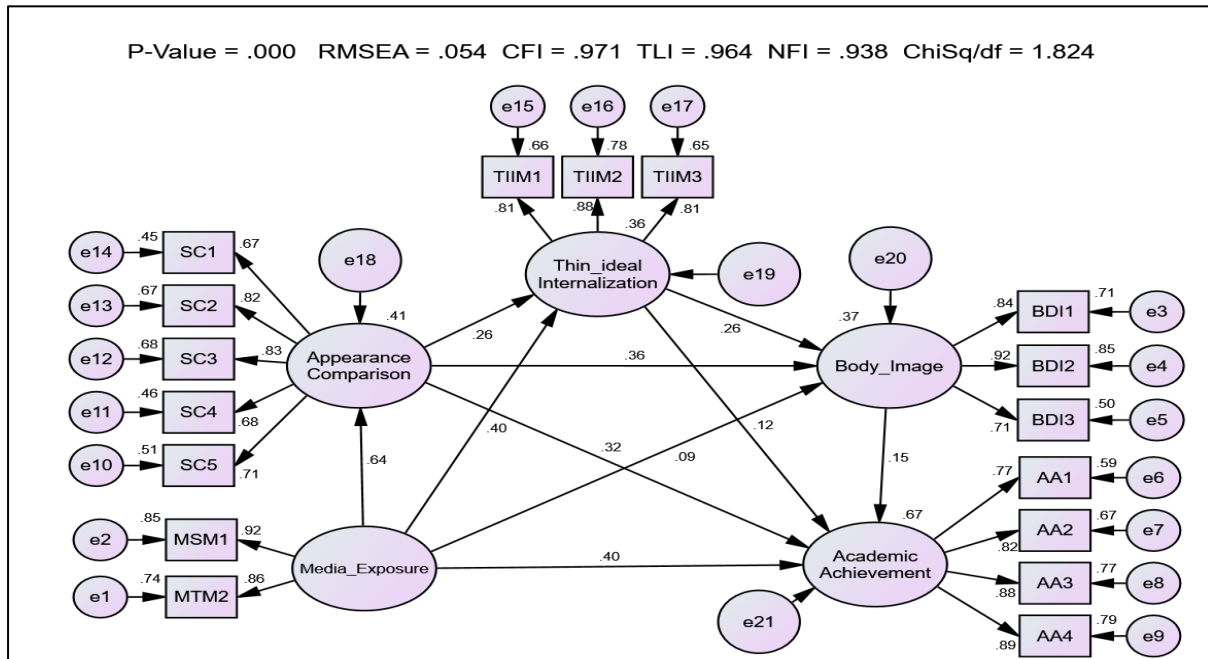 P-Value = .000 RMSEA = .054 CFI = .971 TLI = .964 NFI = .938 ChiSq/df = 1.824
e15 e16 e17
.66 .78 .65
TIIM1 TIIM2 TIIM3
.81 .88 .36 .81
e14 .45 SC1 .67
e13 .67 SC2 .82
e12 .68 SC3 .83
e11 .46 SC4 .68
e10 .51 SC5 .71
e18
.41
Appearance
Comparison
Thin_ideal
Internalization
e19
e20
.37
Body_Image
.84 BDI1 .71 e3
.92 BDI2 .85 e4
.71 BDI3 .50 e5
.26
.26
.36
.64
.40
.32
.09
.12
.15
e2 .85 MSM1 .92
e1 .74 MTM2 .86
Media_Exposure
.40
.67
Academic
Achievement
e21
.77 AA1 .59 e6
.82 AA2 .67 e7
.88 AA3 .77 e8
.89 AA4 .79 e9